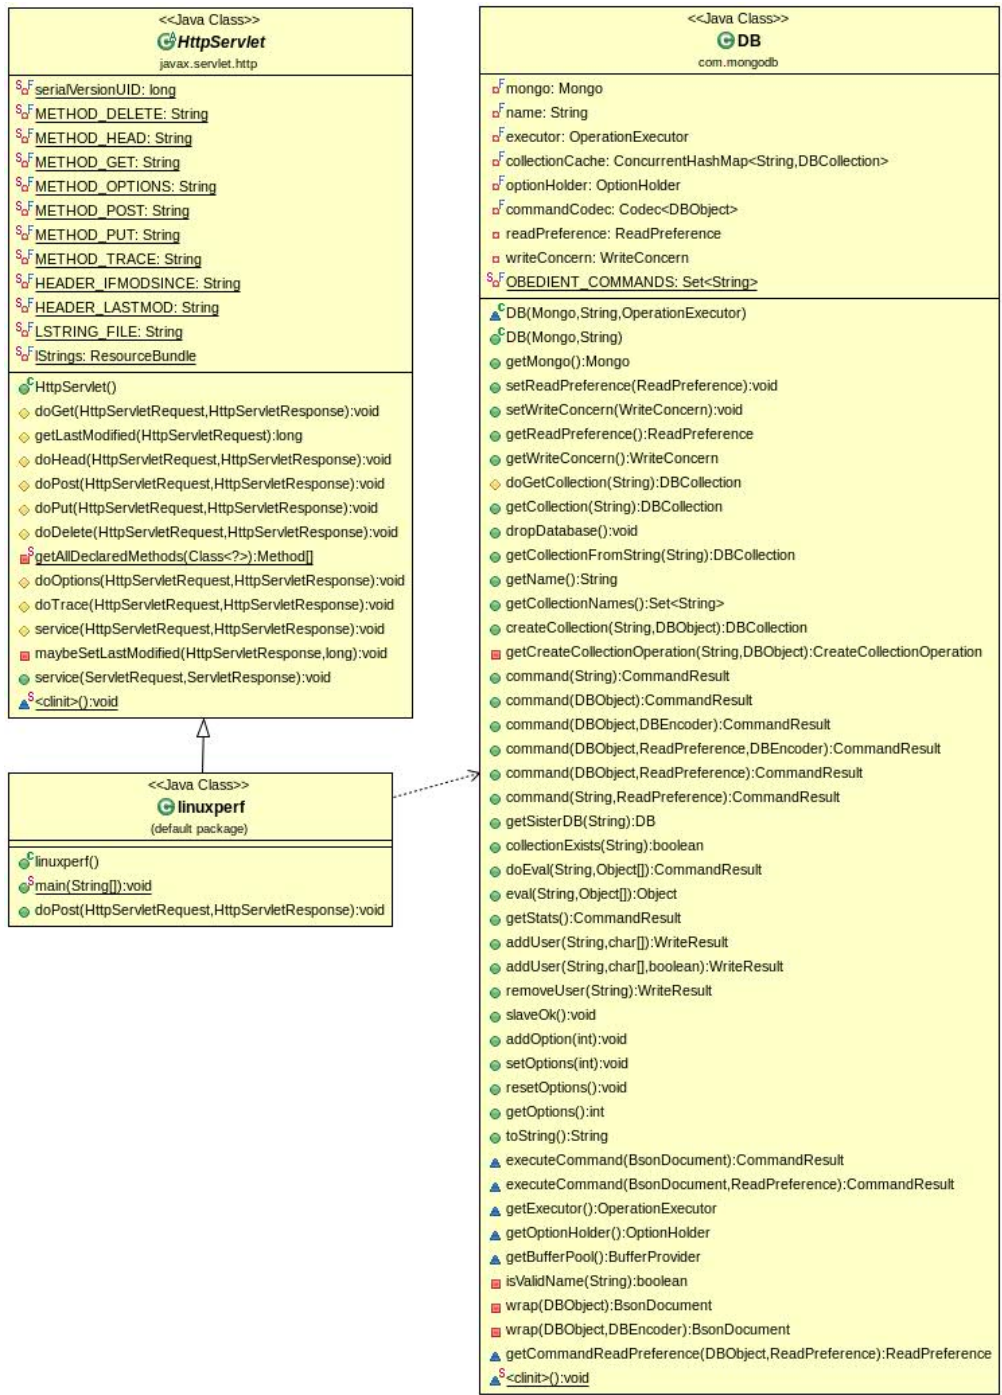 <<Java Class>>
HttpServlet
javax.servlet.http
serialVersionUID: long
METHOD_DELETE: String
METHOD_HEAD: String
METHOD_GET: String
METHOD_OPTIONS: String
METHOD_POST: String
METHOD_PUT: String
METHOD_TRACE: String
HEADER_IFMODSINCE: String
HEADER_LASTMOD: String
LSTRING_FILE: String
lStrings: ResourceBundle
HttpServlet()
doGet(HttpServletRequest,HttpServletResponse):void
getLastModified(HttpServletRequest):long
doHead(HttpServletRequest,HttpServletResponse):void
doPost(HttpServletRequest,HttpServletResponse):void
doPut(HttpServletRequest,HttpServletResponse):void
doDelete(HttpServletRequest,HttpServletResponse):void
getAllDeclaredMethods(Class<?>):Method[]
doOptions(HttpServletRequest,HttpServletResponse):void
doTrace(HttpServletRequest,HttpServletResponse):void
service(HttpServletRequest,HttpServletResponse):void
maybeSetLastModified(HttpServletResponse,long):void
service(ServletRequest,ServletResponse):void
<clinit>():void
<<Java Class>>
linuxperf
(default package)
linuxperf()
main(String[]):void
doPost(HttpServletRequest,HttpServletResponse):void
<<Java Class>>
DB
com.mongodb
mongo: Mongo
name: String
executor: OperationExecutor
collectionCache: ConcurrentHashMap<String,DBCollection>
optionHolder: OptionHolder
commandCodec: Codec<DBObject>
readPreference: ReadPreference
writeConcern: WriteConcern
OBEDIENT_COMMANDS: Set<String>
DB(Mongo,String,OperationExecutor)
DB(Mongo,String)
getMongo():Mongo
setReadPreference(ReadPreference):void
setWriteConcern(WriteConcern):void
getReadPreference():ReadPreference
getWriteConcern():WriteConcern
doGetCollection(String):DBCollection
getCollection(String):DBCollection
dropDatabase():void
getCollectionFromString(String):DBCollection
getName():String
getCollectionNames():Set<String>
createCollection(String,DBObject):DBCollection
getCreateCollectionOperation(String,DBObject):CreateCollectionOperation
command(String):CommandResult
command(DBObject):CommandResult
command(DBObject,DBEncoder):CommandResult
command(DBObject,ReadPreference,DBEncoder):CommandResult
command(DBObject,ReadPreference):CommandResult
command(String,ReadPreference):CommandResult
getSisterDB(String):DB
collectionExists(String):boolean
doEval(String,Object[]):CommandResult
eval(String,Object[]):Object
getStats():CommandResult
addUser(String,char[]):WriteResult
addUser(String,char[],boolean):WriteResult
removeUser(String):WriteResult
slaveOk():void
addOption(int):void
setOptions(int):void
resetOptions():void
getOptions():int
toString():String
executeCommand(BsonDocument):CommandResult
executeCommand(BsonDocument,ReadPreference):CommandResult
getExecutor():OperationExecutor
getOptionHolder():OptionHolder
getBufferPool():BufferProvider
isValidName(String):boolean
wrap(DBObject):BsonDocument
wrap(DBObject,DBEncoder):BsonDocument
getCommandReadPreference(DBObject,ReadPreference):ReadPreference
<clinit>():void